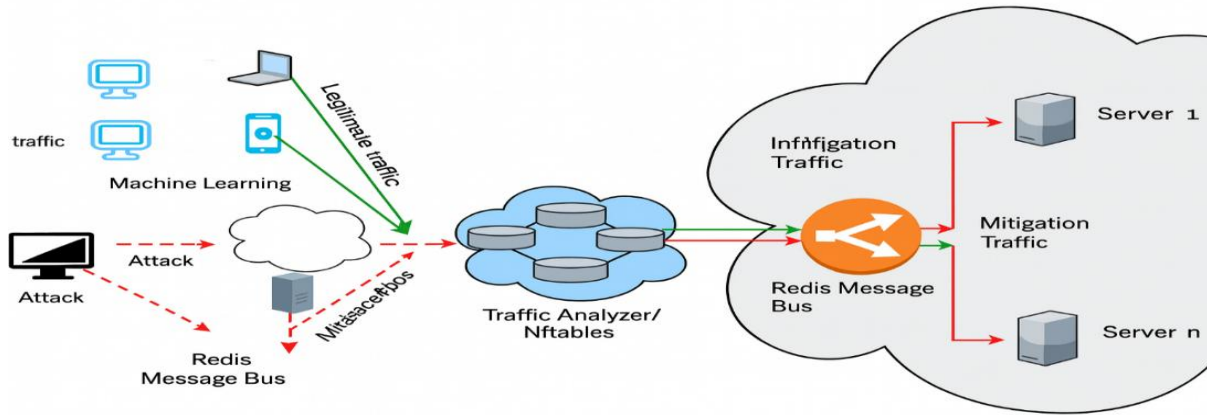 Legitimate traffic
traffic
Machine Learning
Attack
Attack
Redis
Message Bus
Traffic Analyzer/
Nftables
Traffic
Redis Message
Bus
Mitigation
Traffic
Server 1
Server n